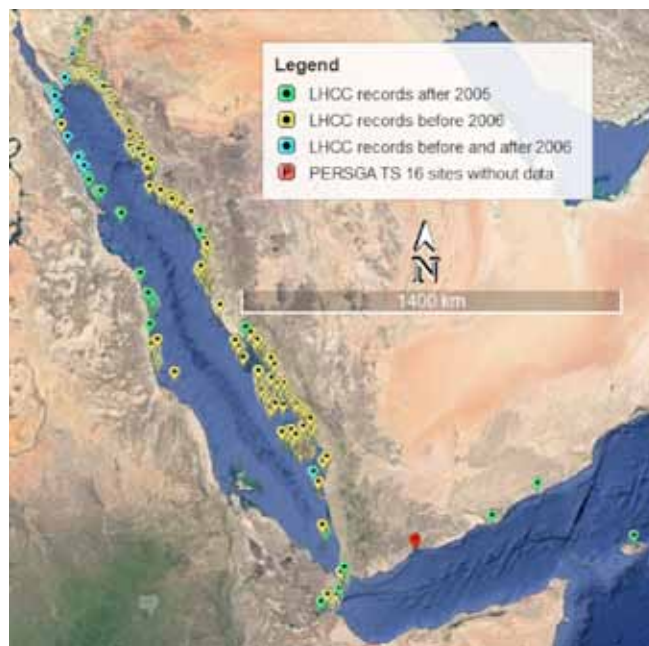 Legend
LHCC records after 2005
LHCC records before 2006
LHCC records before and after 2006
P PERSGA TS 16 sites without data
N
1400 km